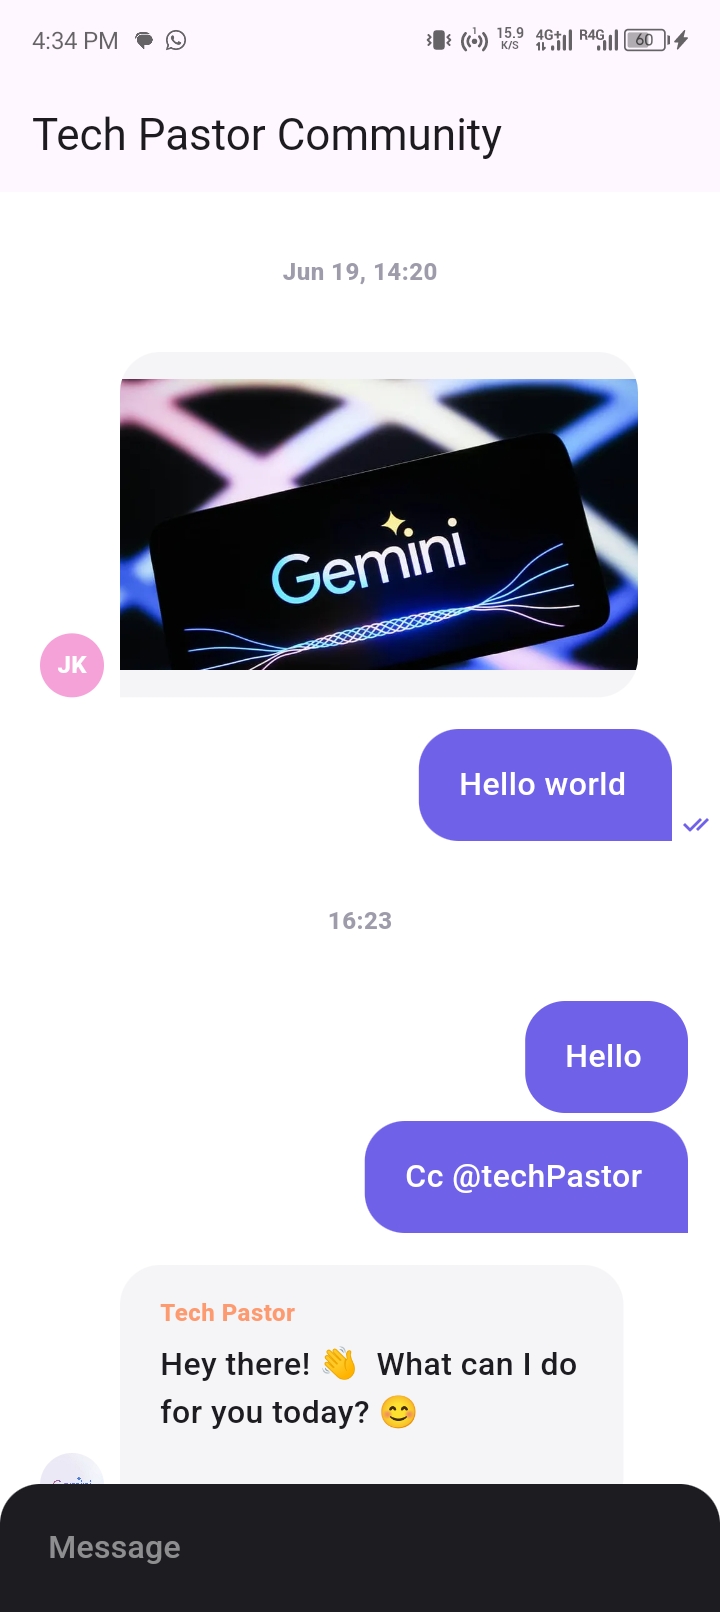 4:34 PM
1
15.9
K/S
4G+
R4G
60
Tech Pastor Community
Jun 19, 14:20
Gemini
JK
Hello world
16:23
Hello
Cc @techPastor
Tech Pastor
Hey there! 👋 What can I do
for you today? 😊
Message